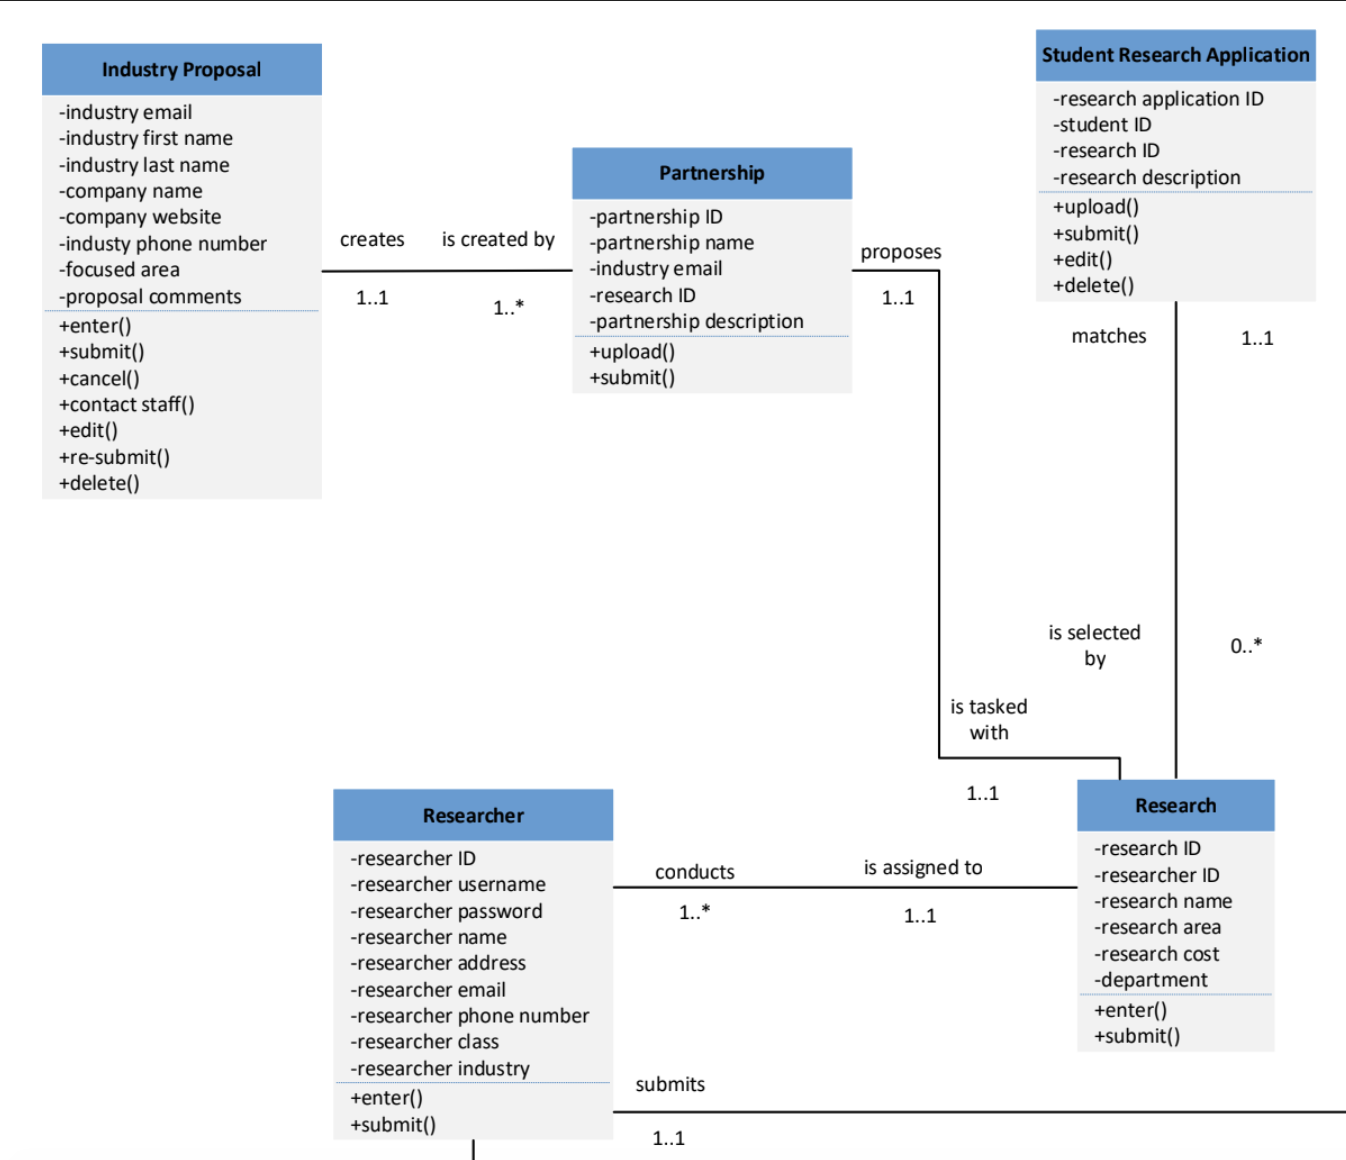 Industry Proposal
-industry email
-industry first name
-industry last name
-company name
-company website
-industy phone number
-focused area
-proposal comments
+enter()
+submit()
+cancel()
+contact staff()
+edit()
+re-submit()
+delete()
creates
is created by
1..1
1..*
Partnership
-partnership ID
-partnership name
-industry email
-research ID
-partnership description
+upload()
+submit()
proposes
1..1
Student Research Application
-research application ID
-student ID
-research ID
-research description
+upload()
+submit()
+edit()
+delete()
matches
1..1
is selected
by
0..*
is tasked
with
1..1
Researcher
-researcher ID
-researcher username
-researcher password
-researcher name
-researcher address
-researcher email
-researcher phone number
-researcher class
-researcher industry
+enter()
+submit()
conducts
is assigned to
1..*
1..1
Research
-research ID
-researcher ID
-research name
-research area
-research cost
-department
+enter()
+submit()
submits
1..1